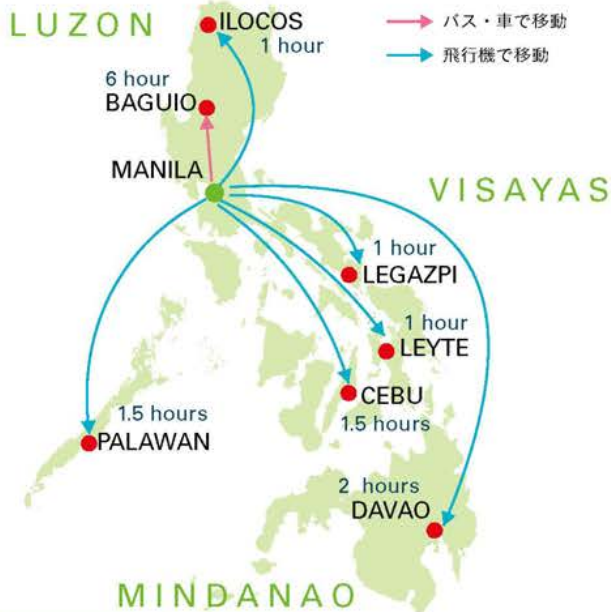 LUZON
ILOCOS
1 hour
バス・車で移動
飛行機で移動
6 hour
BAGUIO
MANILA
VISAYAS
1 hour
LEGAZPI
1 hour
LEYTE
CEBU
1.5 hours
1.5 hours
PALAWAN
2 hours
DAVAO
MINDANAO